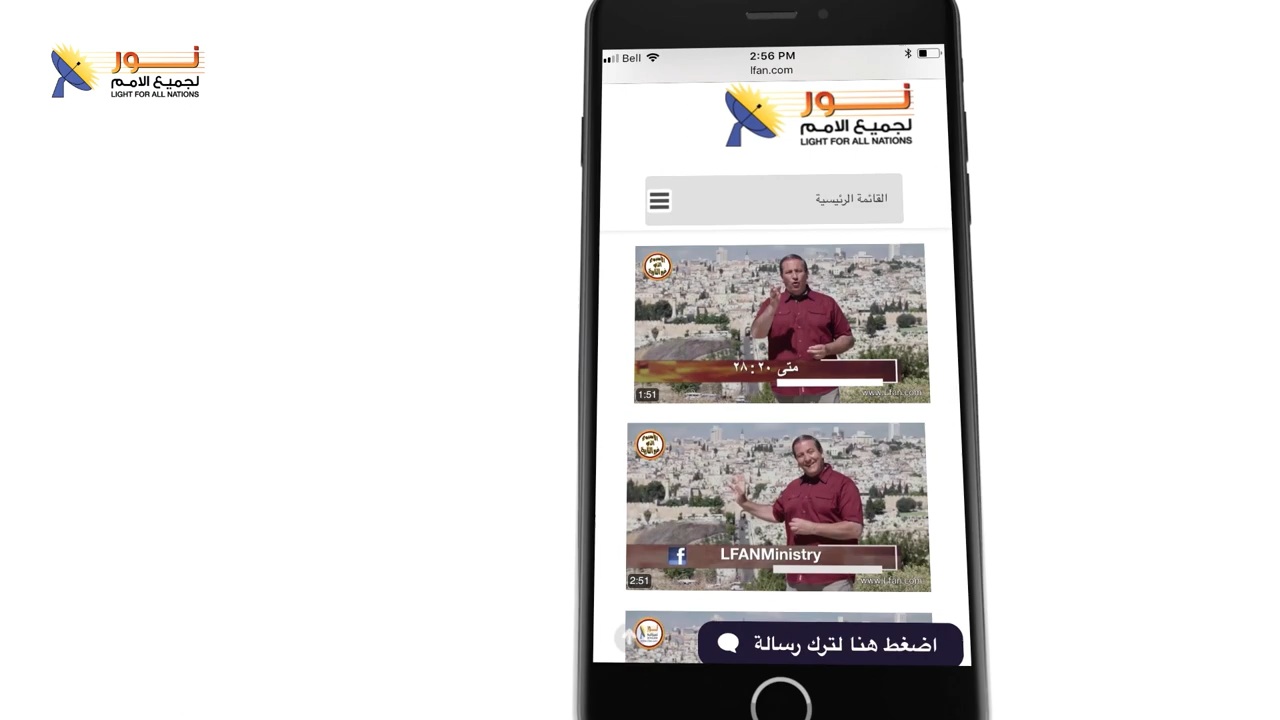 نور
لجميع الامم
LIGHT FOR ALL NATIONS
Bell
2:56 PM
lfan.com
نور
لجميع الامم
LIGHT FOR ALL NATIONS
القائمة الرئيسية
متى ٢٠ : ٢٨
1:51
www.Lfan.com
LFANMinistry
2:51
www.Lfan.com
اضغط هنا لترك رسالة